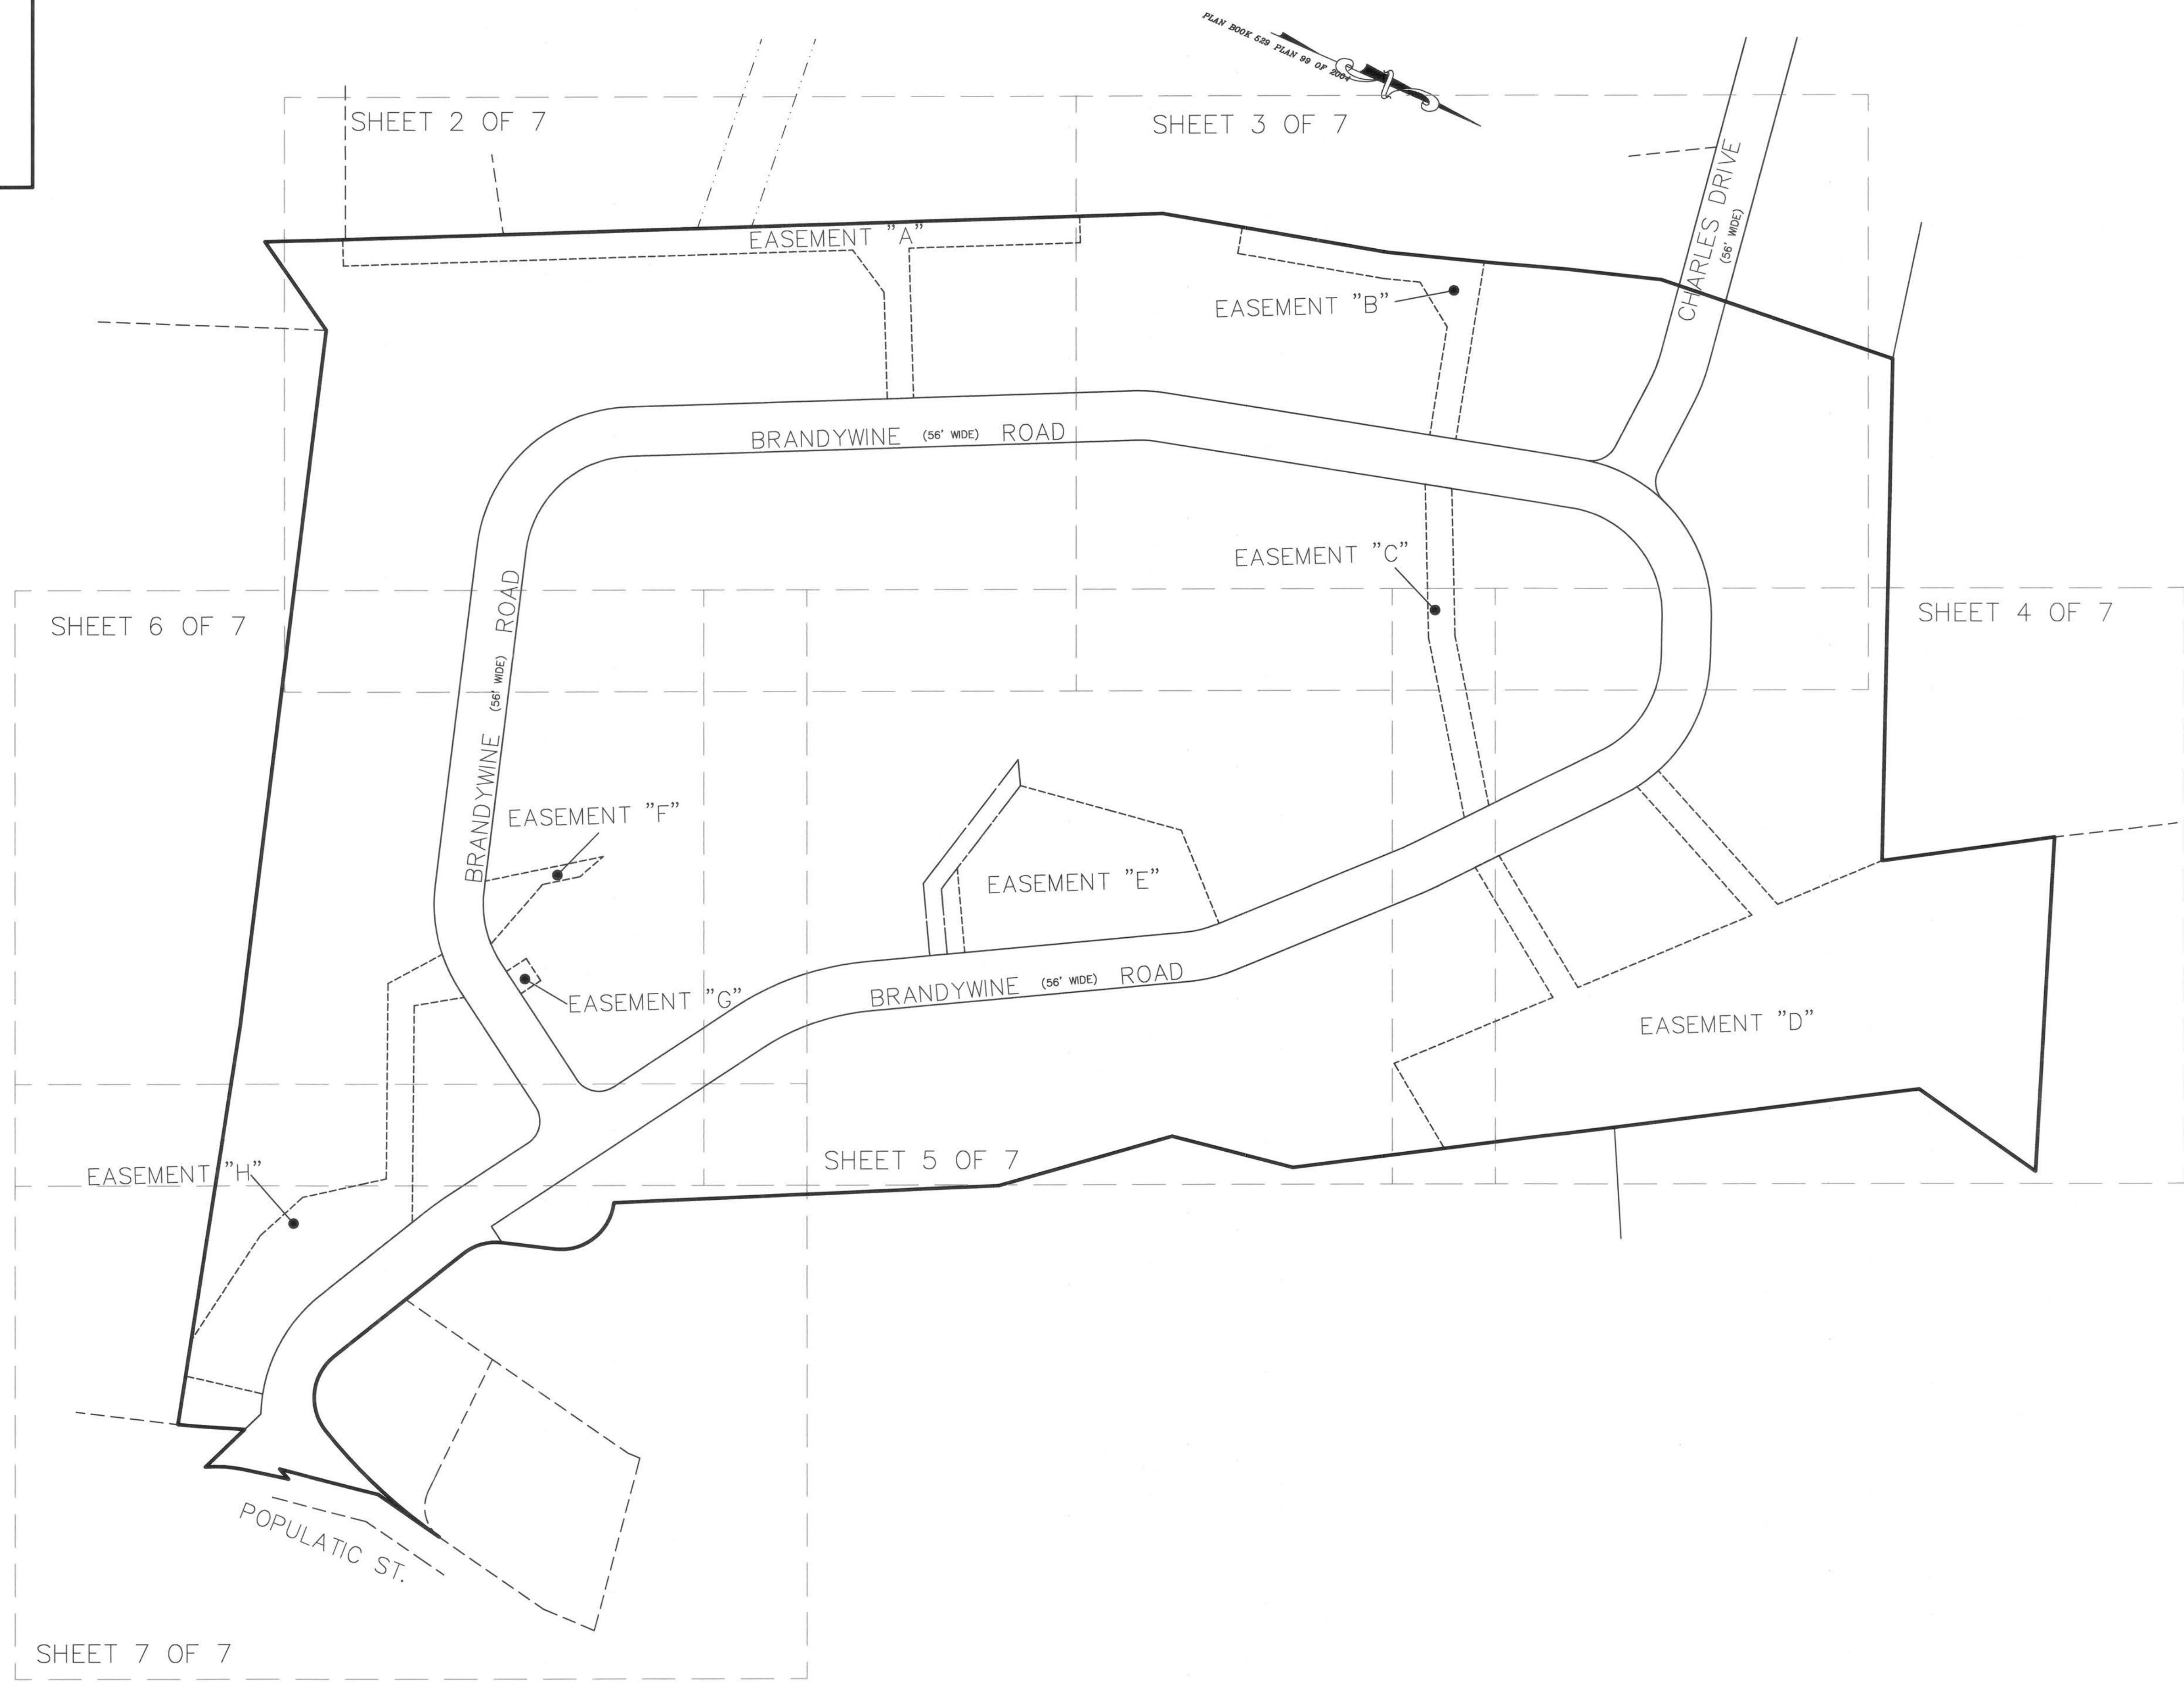 PLAN BOOK 529 PLAN 99 OF 2004
SHEET 2 OF 7
SHEET 3 OF 7
CHARLES DRIVE
(56' WIDE)
EASEMENT "A"
EASEMENT "B"
BRANDYWINE (56' WIDE) ROAD
EASEMENT "C"
SHEET 6 OF 7
SHEET 4 OF 7
BRANDYWINE (56' WIDE) ROAD
EASEMENT "F"
EASEMENT "E"
EASEMENT "G"
BRANDYWINE (56' WIDE) ROAD
EASEMENT "D"
EASEMENT "H"
SHEET 5 OF 7
POPULATIC ST.
SHEET 7 OF 7